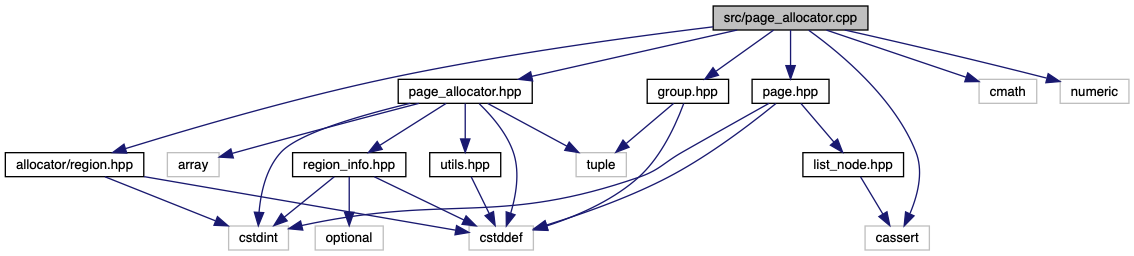 src/page_allocator.cpp
page_allocator.hpp
group.hpp
page.hpp
cmath
numeric
allocator/region.hpp
array
region_info.hpp
utils.hpp
tuple
list_node.hpp
cstdint
optional
cstddef
cassert